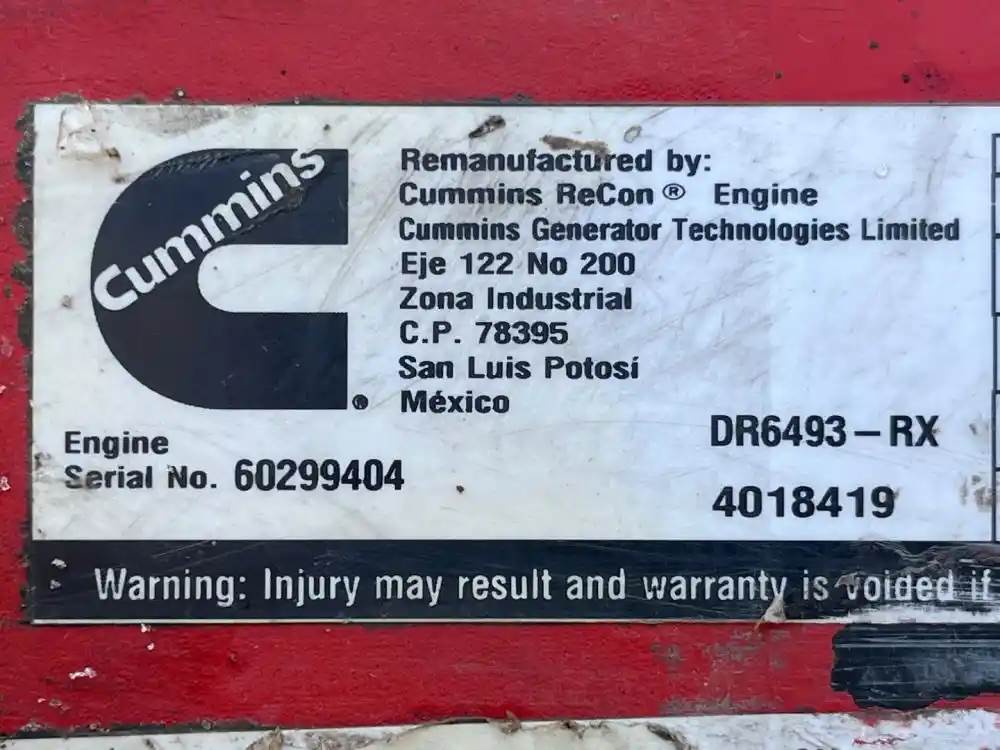 Cummins
Remanufactured by:
Cummins ReCon® Engine
Cummins Generator Technologies Limited
Eje 122 No 200
Zona Industrial
C.P. 78395
San Luis Potosí
México
®
DR6493-RX
Engine
Serial No. 60299404
4018419
Warning: Injury may result and warranty is voided if